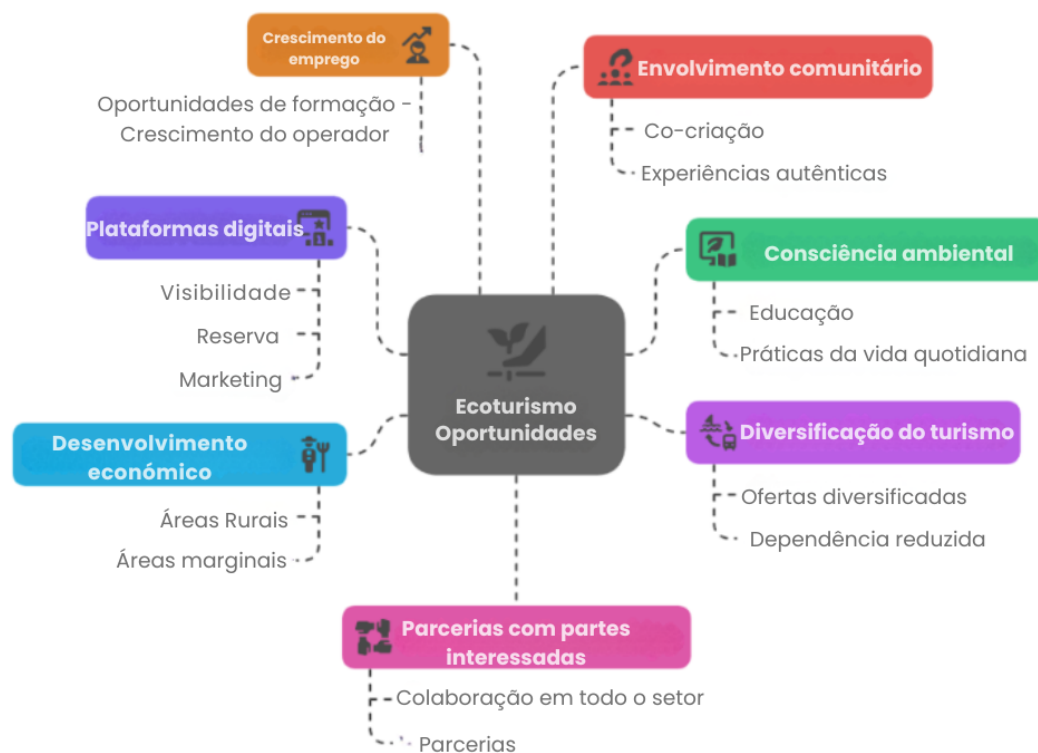 Crescimento do
emprego
Oportunidades de formação -
Crescimento do operador
Envolvimento comunitário
Co-criação
Experiências autênticas
Plataformas digitais
Visibilidade
Reserva
Marketing
Consciência ambiental
Educação
Práticas da vida quotidiana
Ecoturismo
Oportunidades
Desenvolvimento
económico
Áreas Rurais
Áreas marginais
Diversificação do turismo
Ofertas diversificadas
Dependência reduzida
Parcerias com partes
interessadas
Colaboração em todo o setor
Parcerias